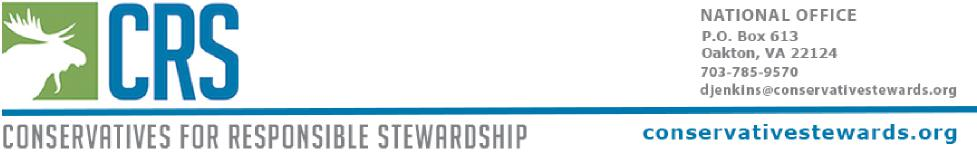 CRS
NATIONAL OFFICE
P.O. Box 613
Oakton, VA 22124
703-785-9570
djenkins@conservativestewards.org
CONSERVATIVES FOR RESPONSIBLE STEWARDSHIP
conservativestewards.org